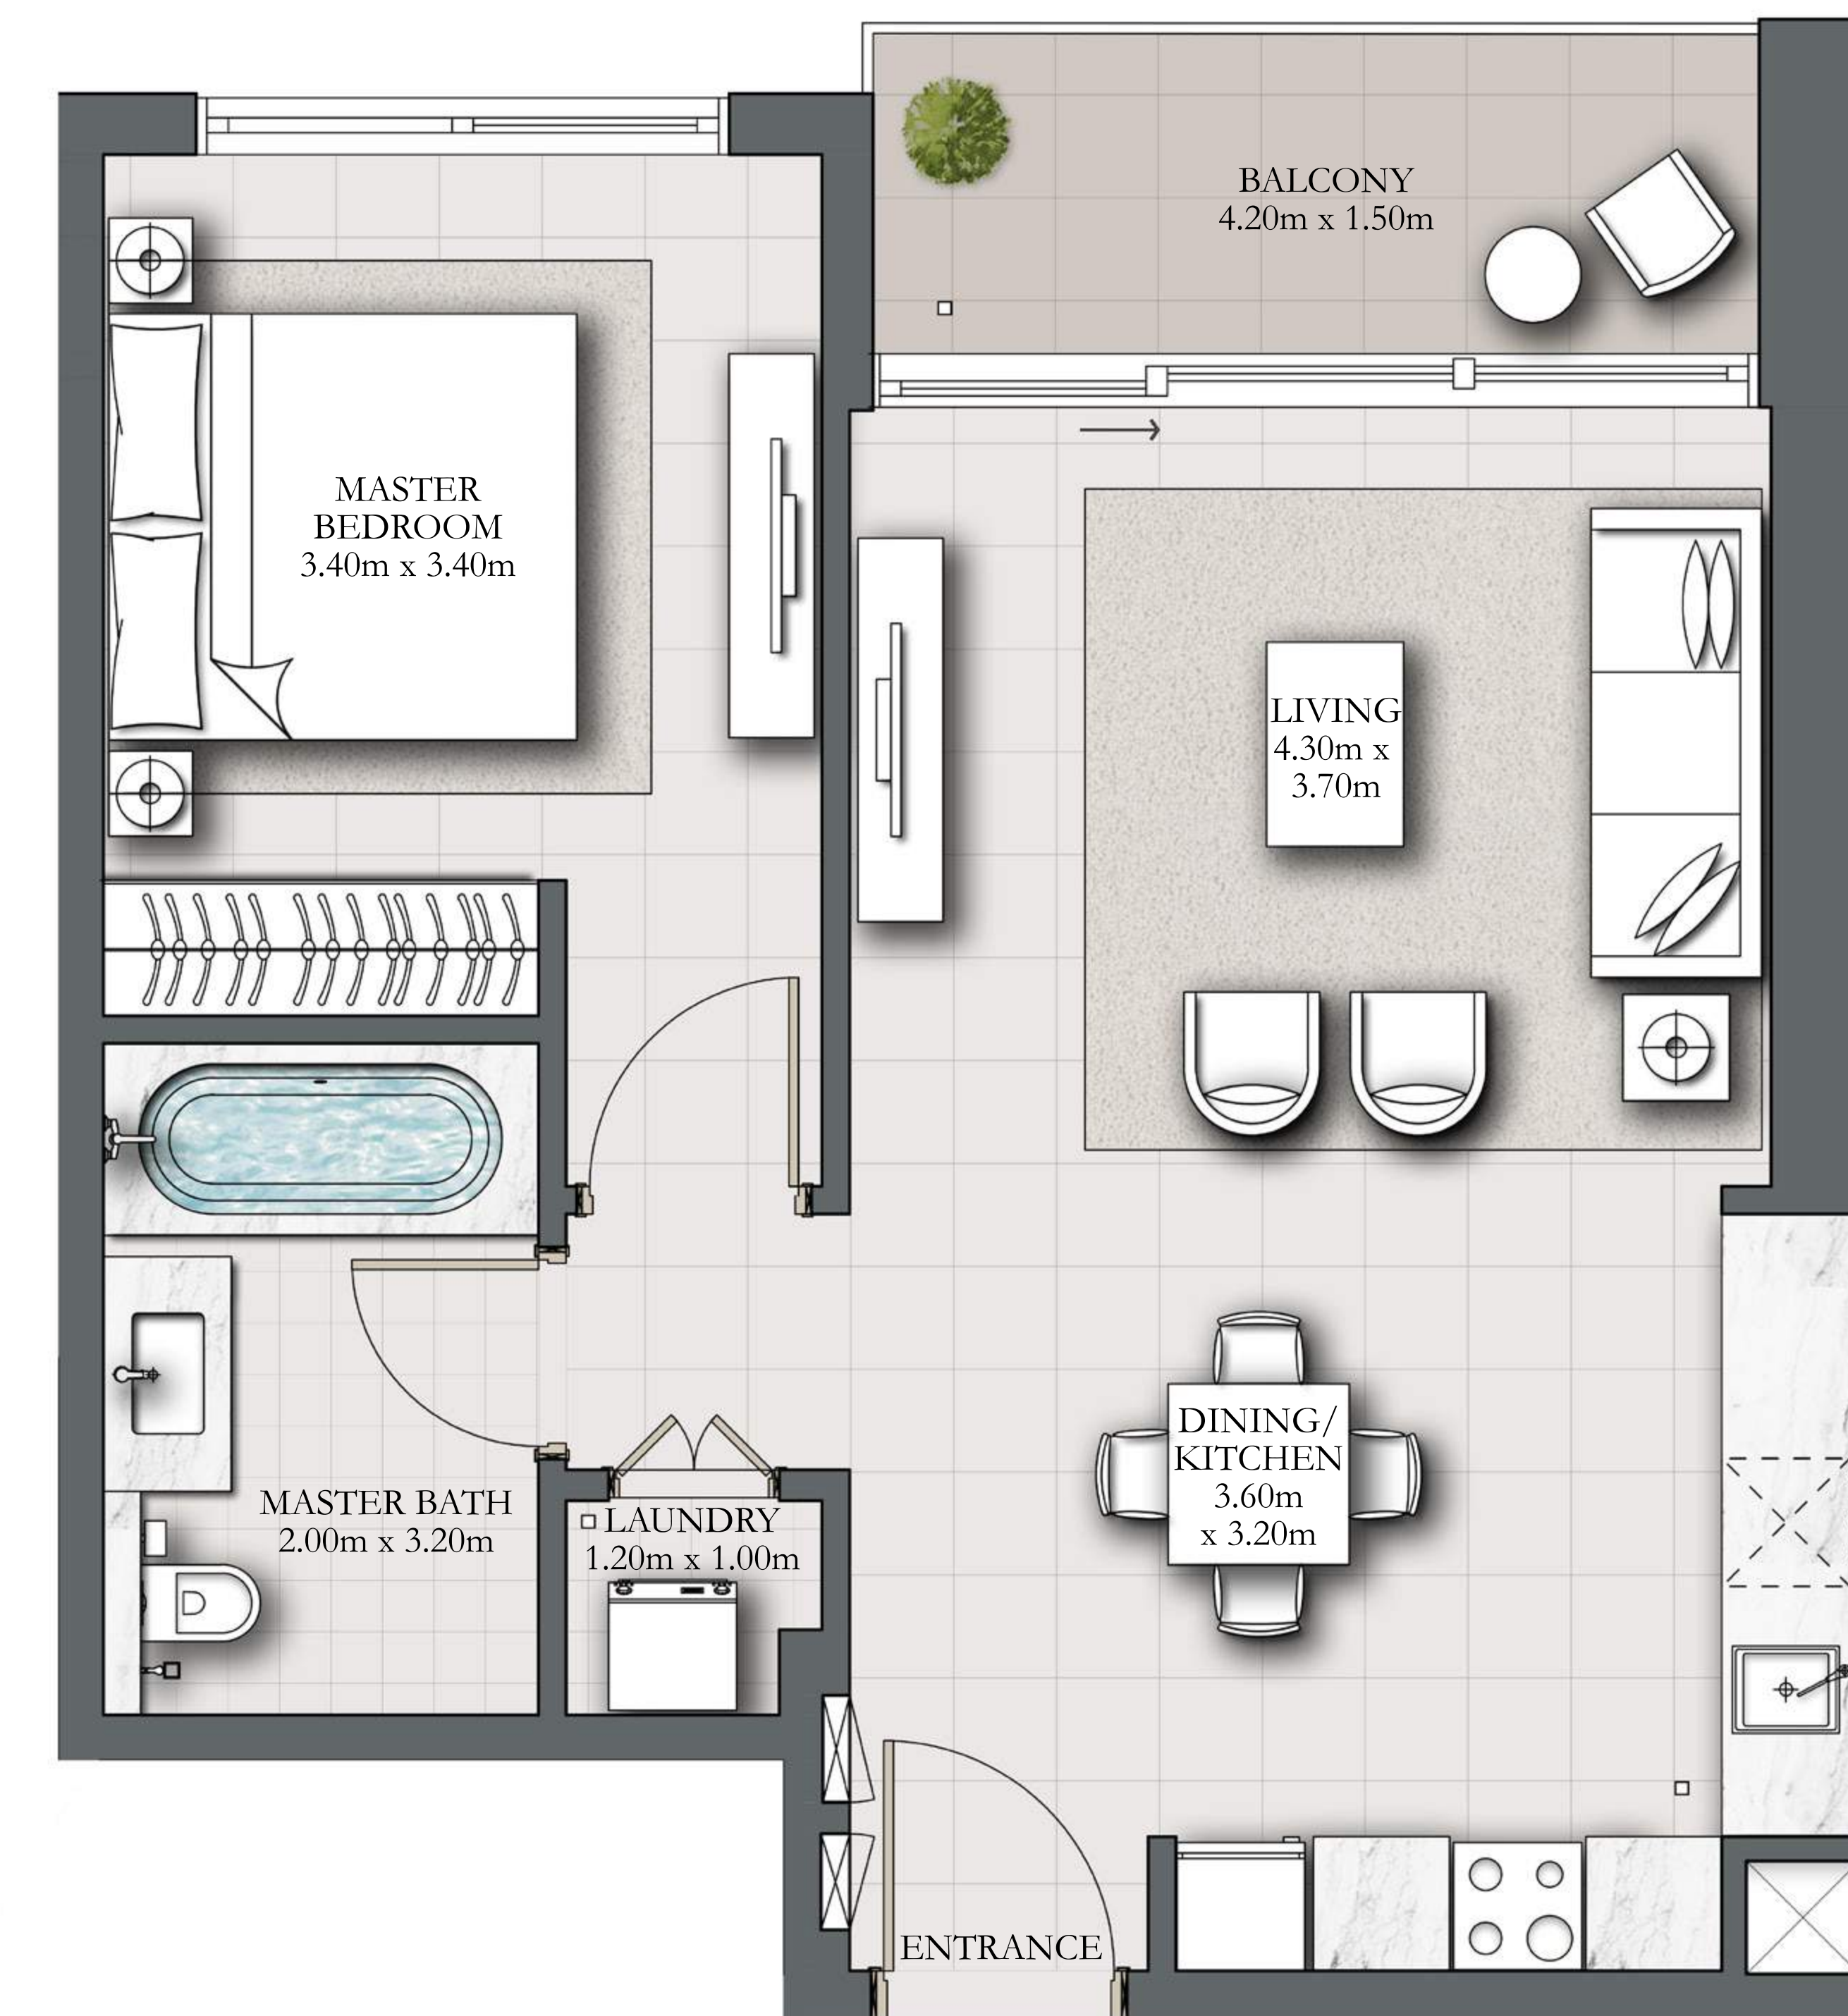 BALCONY
4.20m x 1.50m
MASTER
BEDROOM
3.40m x 3.40m
LIVING
4.30m x
3.70m
DINING/
KITCHEN
3.60m
x 3.20m
MASTER BATH
2.00m x 3.20m
LAUNDRY
1.20m x 1.00m
ENTRANCE